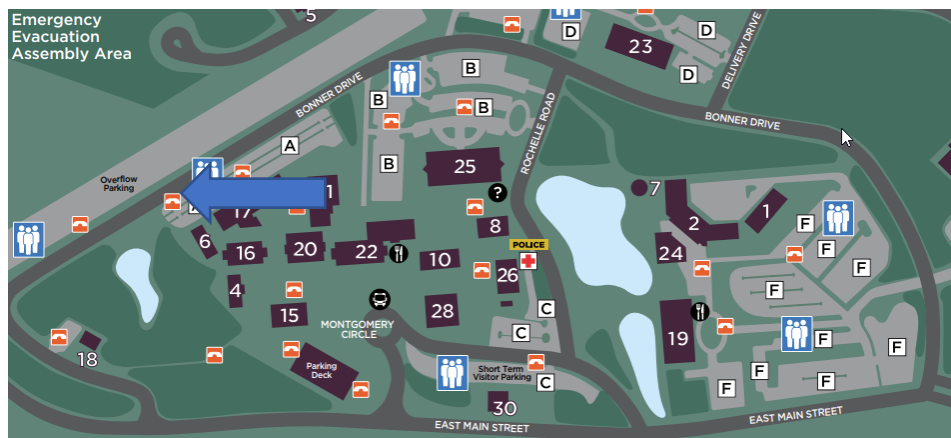 Emergency
Evacuation
Assembly Area
5
D
23
D
D
DELIVERY DRIVE
BONNER DRIVE
B
B
B
B
ROCHELLE ROAD
BONNER DRIVE
A
Overflow
Parking
25
?
1
17
7
2
1
F
F
F
F
6
16
20
22
8
POLICE
10
26
24
4
15
28
C
C
19
MONTGOMERY
CIRCLE
18
Parking
Deck
Short Term
Visitor Parking
C
F
F
F
F
F
30
EAST MAIN STREET
EAST MAIN STREET